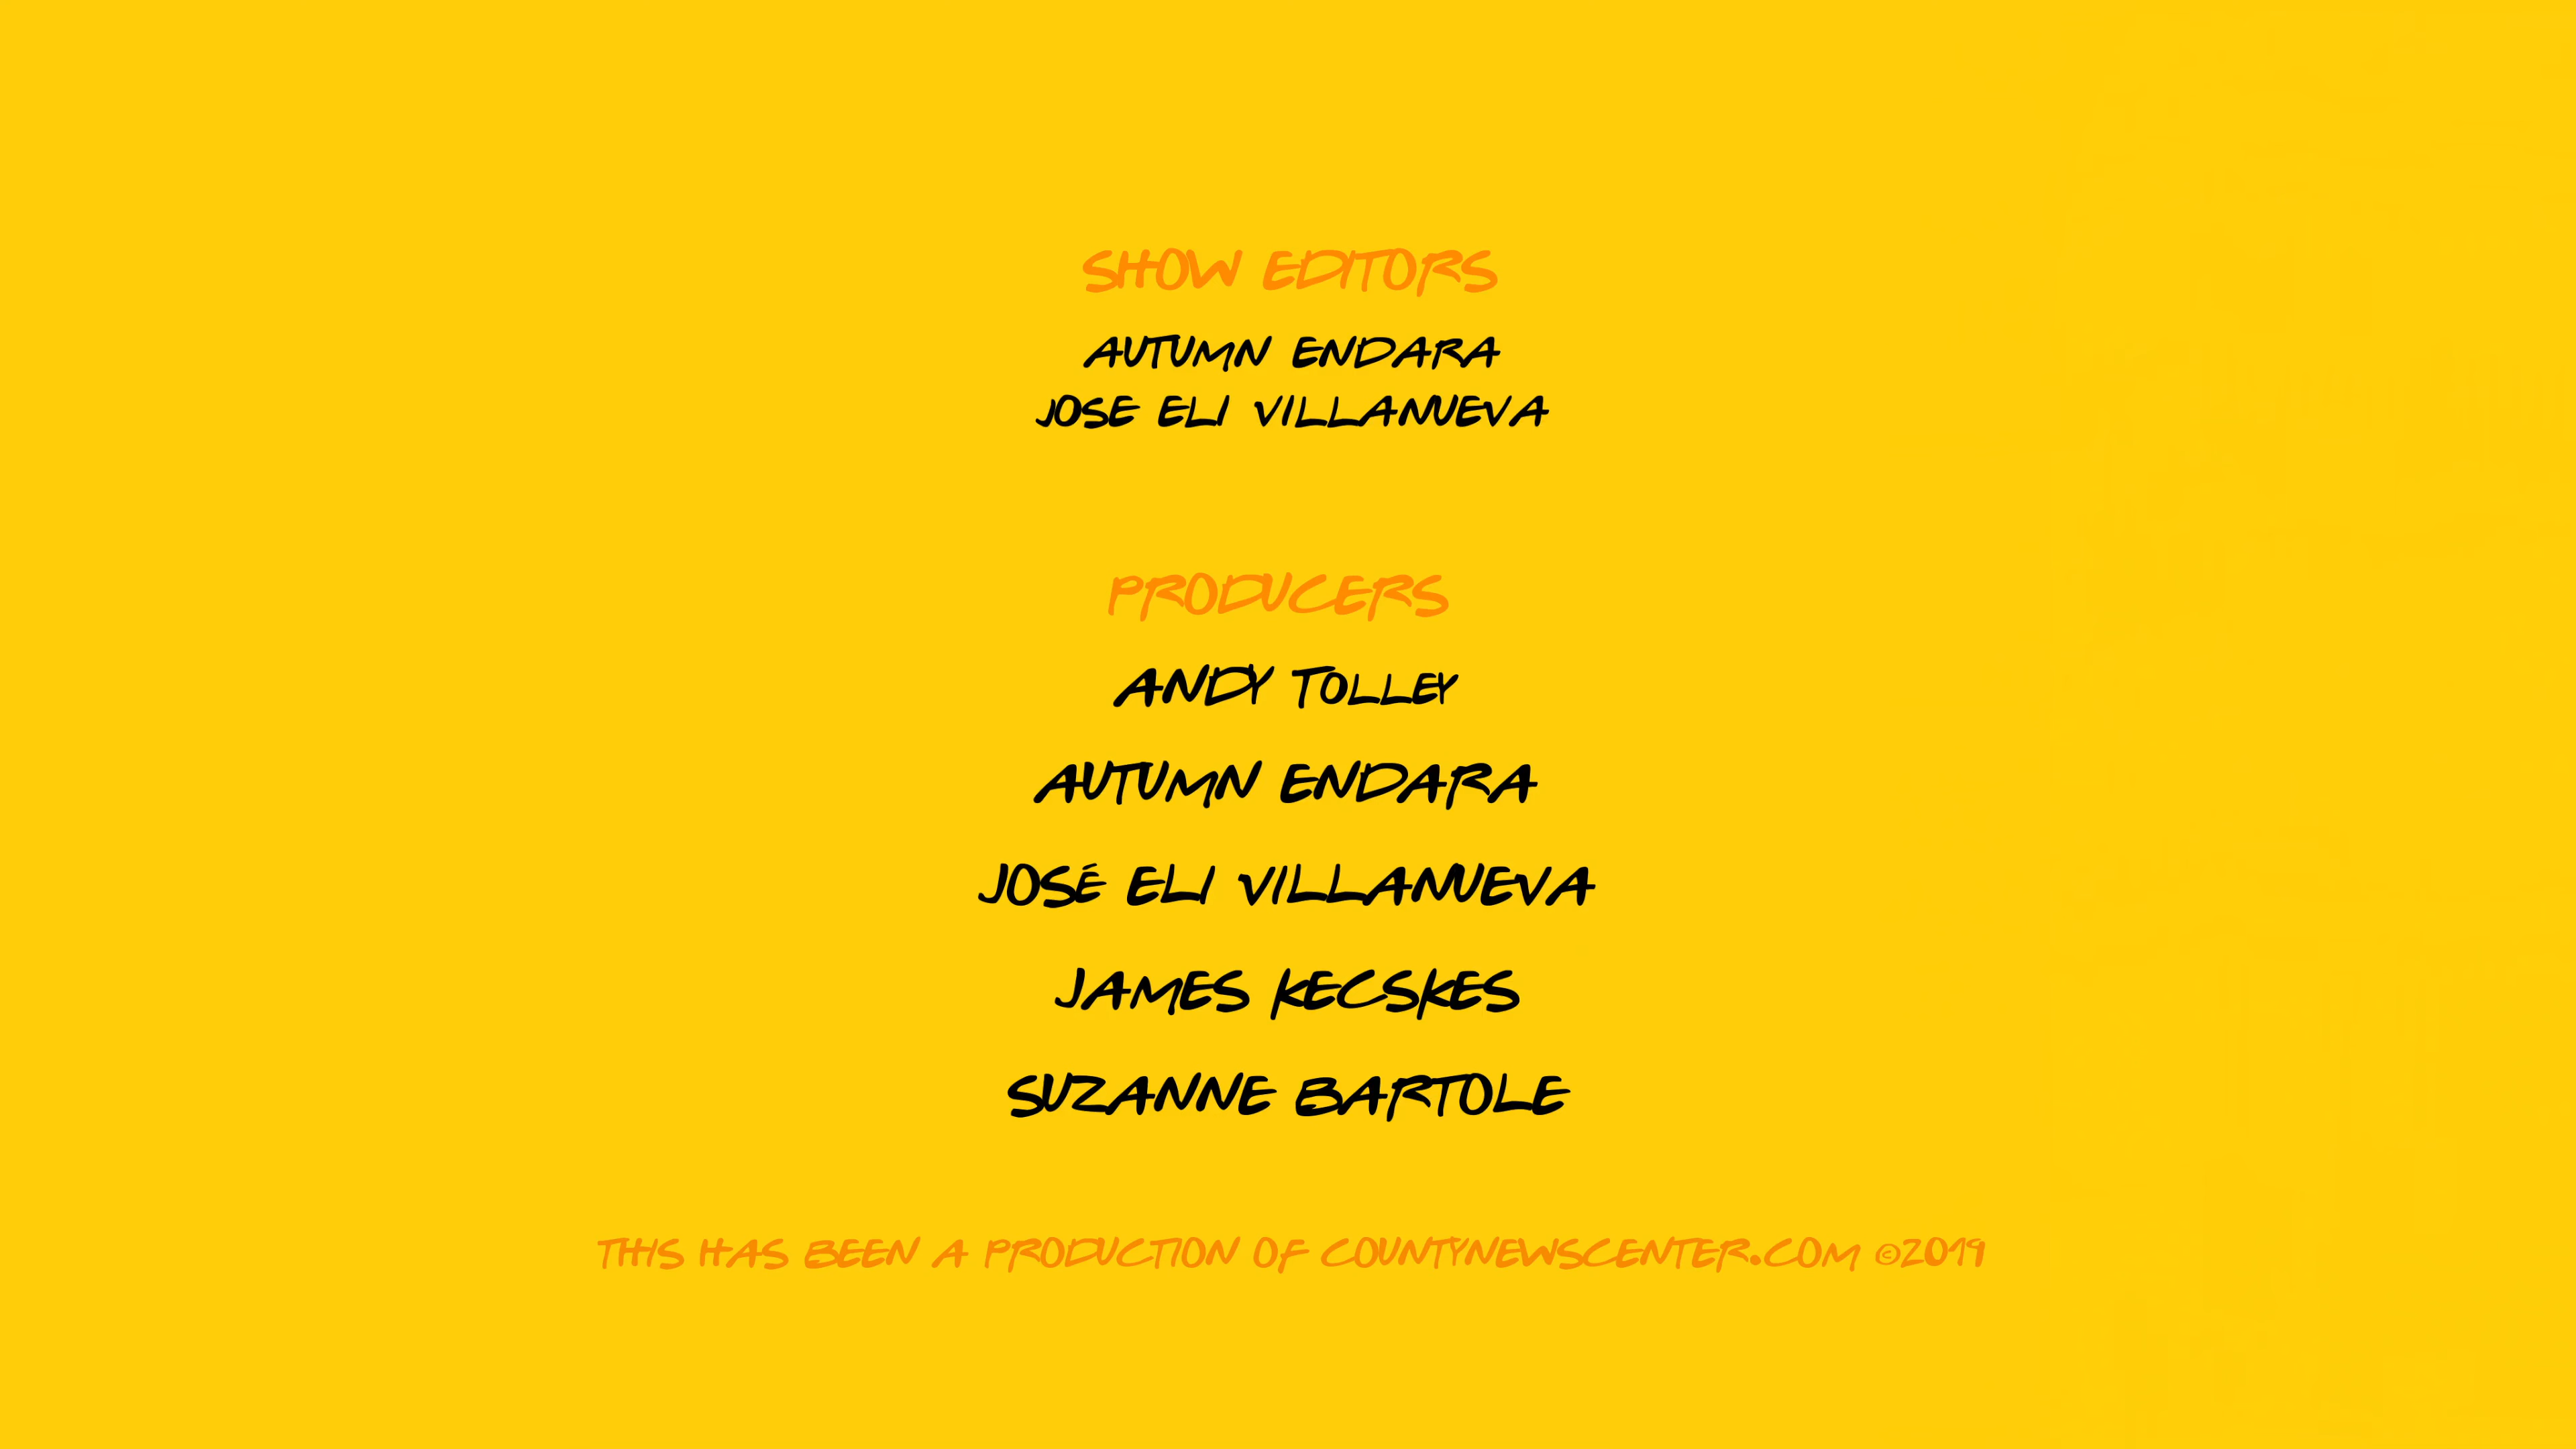 SHOW EDITORS
AUTUMN ENDARA
JOSE ELI VILLANUEVA
PRODUCERS
ANDY TOLLEY
AUTUMN ENDARA
JOSÉ ELI VILLANUEVA
JAMES KECSKES
SUZANNE BARTOLE
THIS HAS BEEN A PRODUCTION OF COUNTYNEWSCENTER.COM ©2019